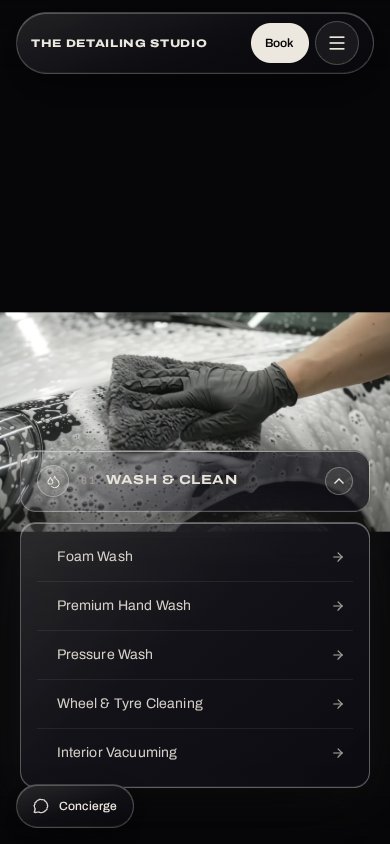 THE DETAILING STUDIO
Book
01 WASH & CLEAN
Foam Wash
Premium Hand Wash
Pressure Wash
Wheel & Tyre Cleaning
Interior Vacuuming
Concierge